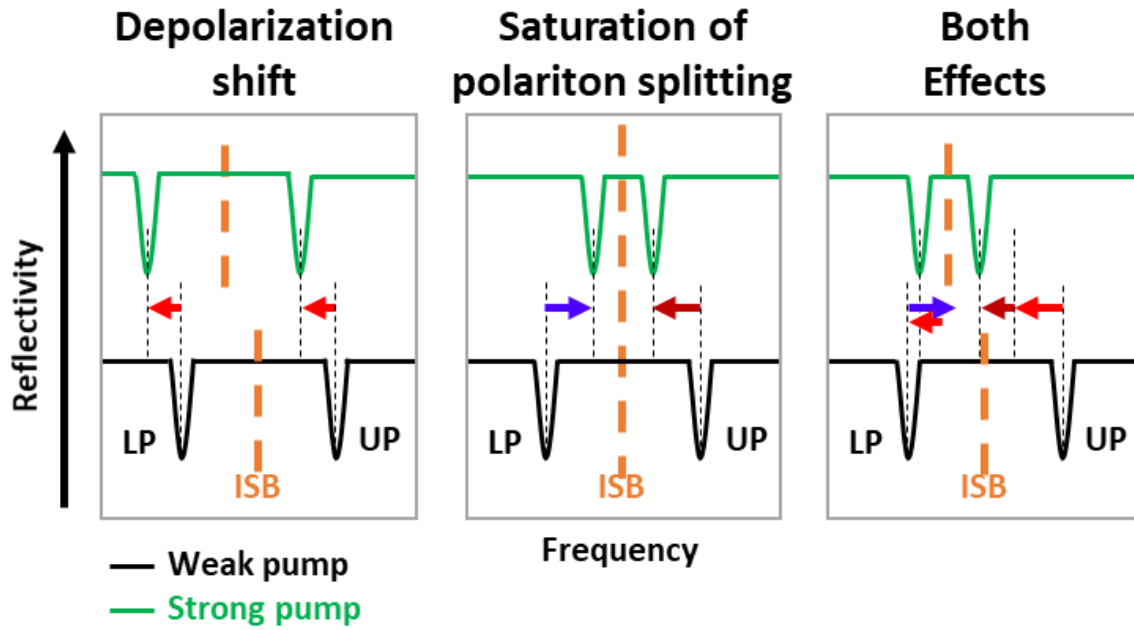 Depolarization
shift
Saturation of
polariton splitting
Both
Effects
Reflectivity
LP
UP
ISB
LP
UP
ISB
LP
UP
ISB
Frequency
Weak pump
Strong pump